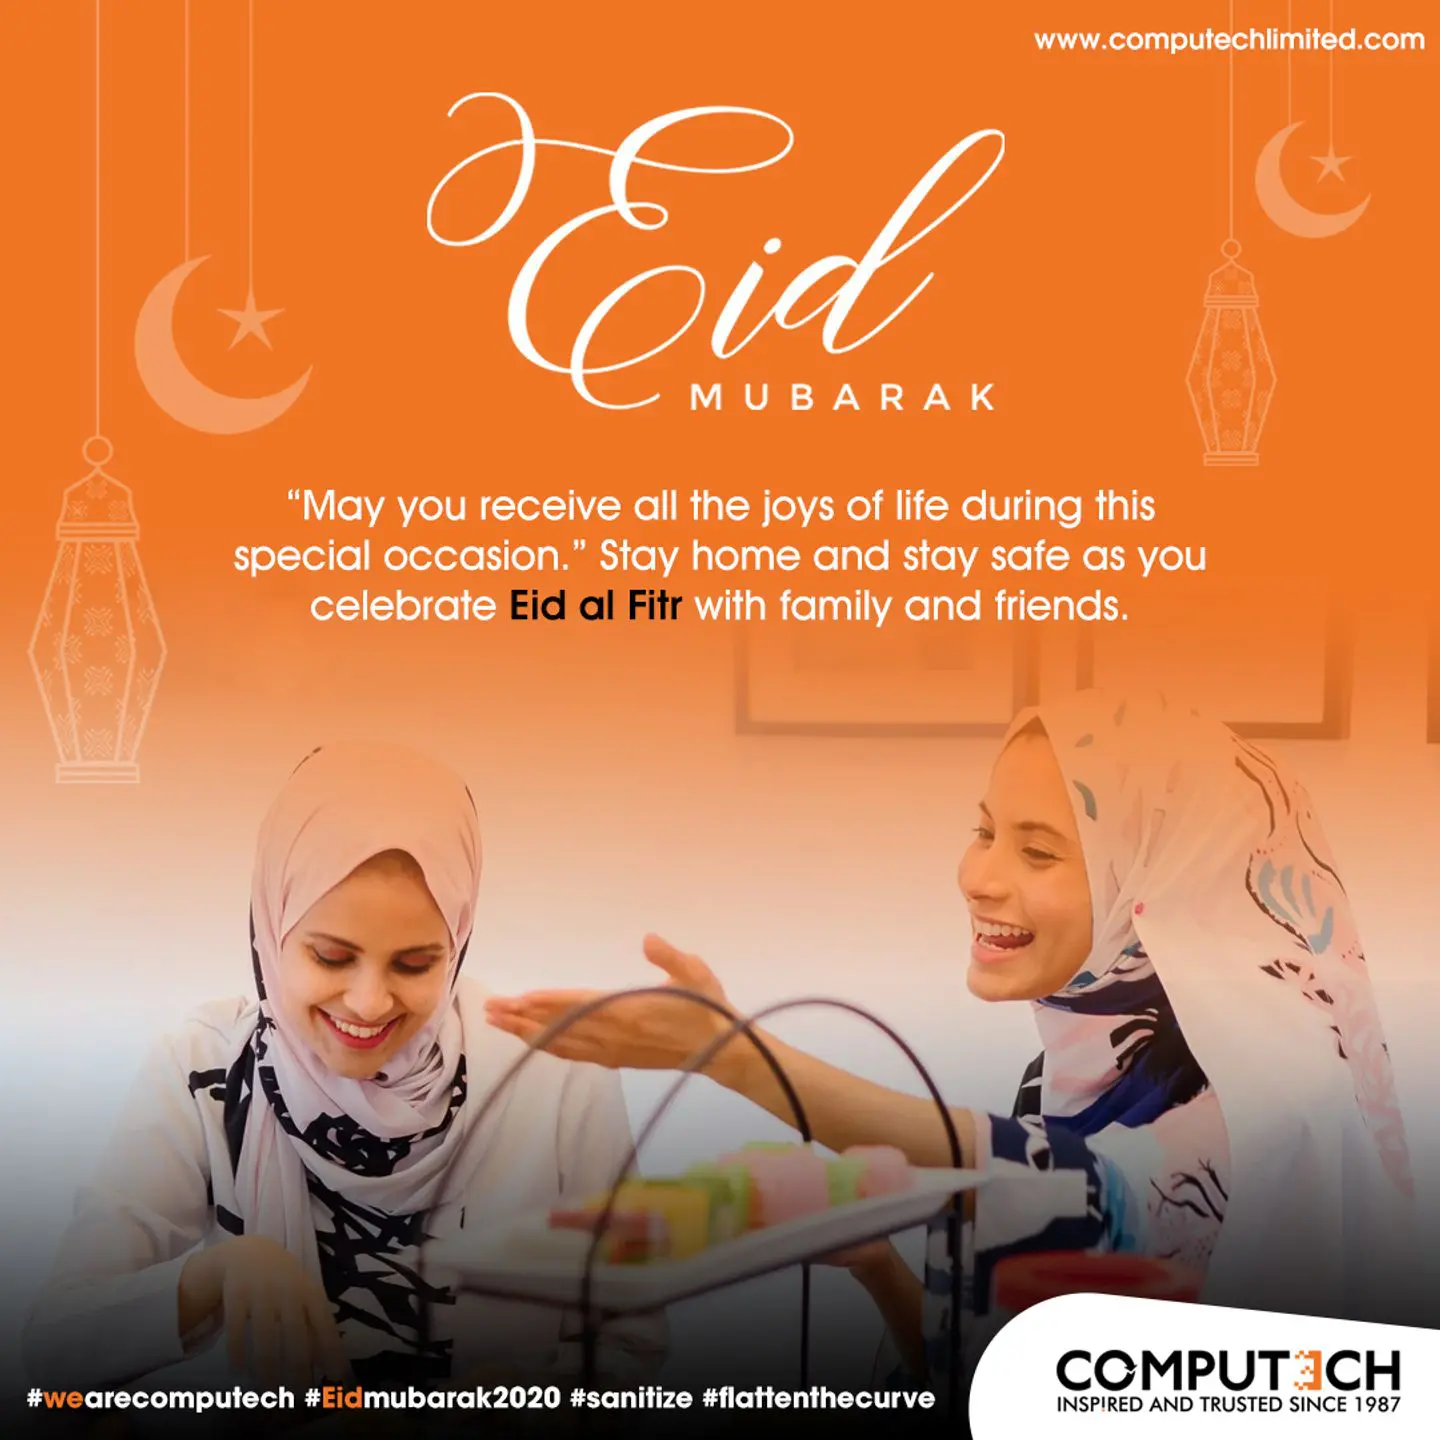 www.computechlimited.com
Eid
MUBARAK
“May you receive all the joys of life during this
special occasion.” Stay home and stay safe as you
celebrate Eid al Fitr with family and friends.
#wearecomputech #Eidmubarak2020 #sanitize #flattenthecurve
COMPUTECH
INSPIRED AND TRUSTED SINCE 1987